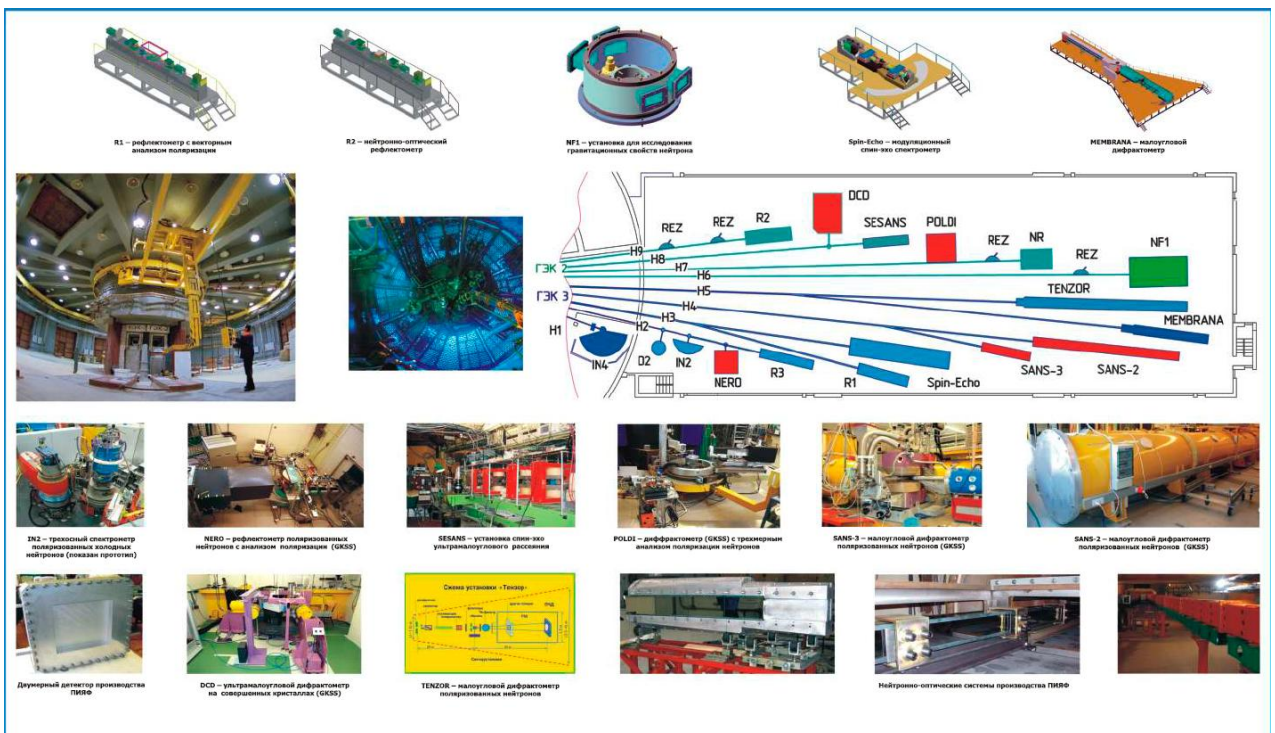 R1 – рефлектометр с векторным
анализом поляризации
R2 – нейтронно-оптический
рефлектометр
NF1 – установка для исследования
гравитационных свойств нейтрона
Spin-Echo – модуляционный
спин-эхо спектрометр
MEMBRANA – малоугловой
дифрактометр
DCD
REZ
REZ
R2
SESANS
POLDI
REZ
NR
REZ
NF1
H9
H8
H7
H6
H5
H4
H3
H2
H1
ГЭК 2
ГЭК 3
TENZOR
MEMBRANA
IN4
D2
IN2
NERO
R3
R1
Spin-Echo
SANS-3
SANS-2
IN2 – трехосный спектрометр
поляризованных холодных
нейтронов (показан прототип)
NERO – рефлектометр поляризованных
нейтронов с анализом поляризации (GKSS)
SESANS – установка спин-эхо
ультрамалоуглового рассеяния
POLDI – диффрактометр (GKSS) с трехмерным
анализом поляризации нейтронов
SANS-3 – малоугловой дифрактометр
поляризованных нейтронов (GKSS)
SANS-2 – малоугловой дифрактометр
поляризованных нейтронов (GKSS)
Схема установки «Тензор»
Двумерный детектор производства
ПИЯФ
DCD – ультрамалоугловой дифрактометр
на совершенных кристаллах (GKSS)
TENZOR – малоугловой дифрактометр
поляризованных нейтронов
Нейтронно-оптические системы производства ПИЯФ